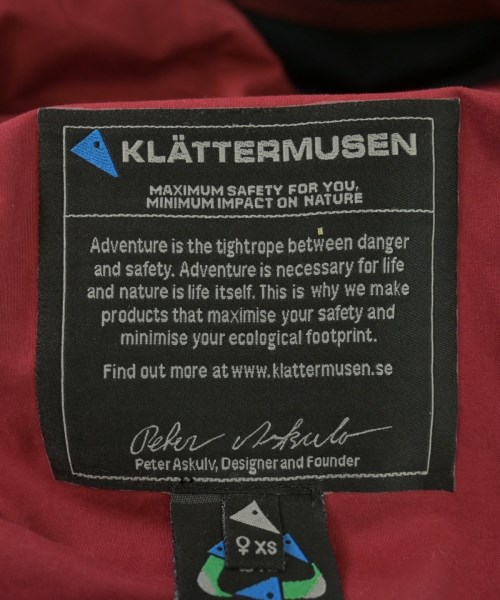 KLÄTTERMUSEN
MAXIMUM SAFETY FOR YOU,
MINIMUM IMPACT ON NATURE
Adventure is the tightrope between danger
and safety. Adventure is necessary for life
and nature is life itself. This is why we make
products that maximise your safety and
minimise your ecological footprint.
Find out more at www.klattermusen.se
Peter Askulv
Peter Askulv, Designer and Founder
♀ XS